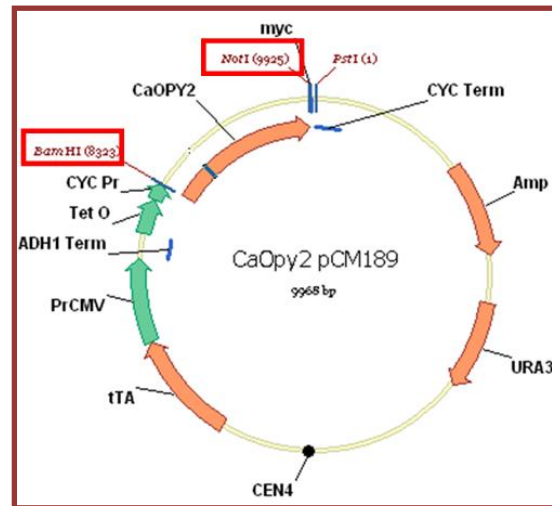 myc
NotI (9925)
PstI (1)
CaOPY2
CYC Term
BamHI (8323)
CYC Pr
Tet O
ADH1 Term
Amp
CaOpy2 pCM189
9968 bp
PrCMV
URA3
tTA
CEN4